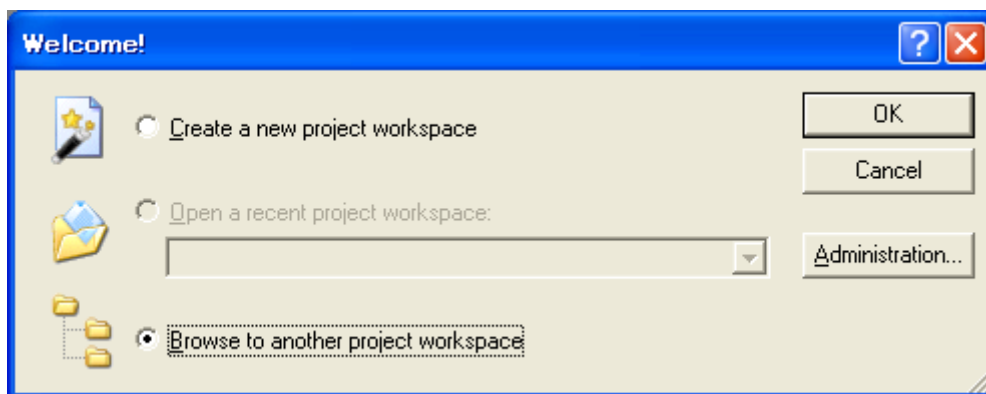 Welcome!
Create a new project workspace
OK
Cancel
Open a recent project workspace:
Administration...
Browse to another project workspace